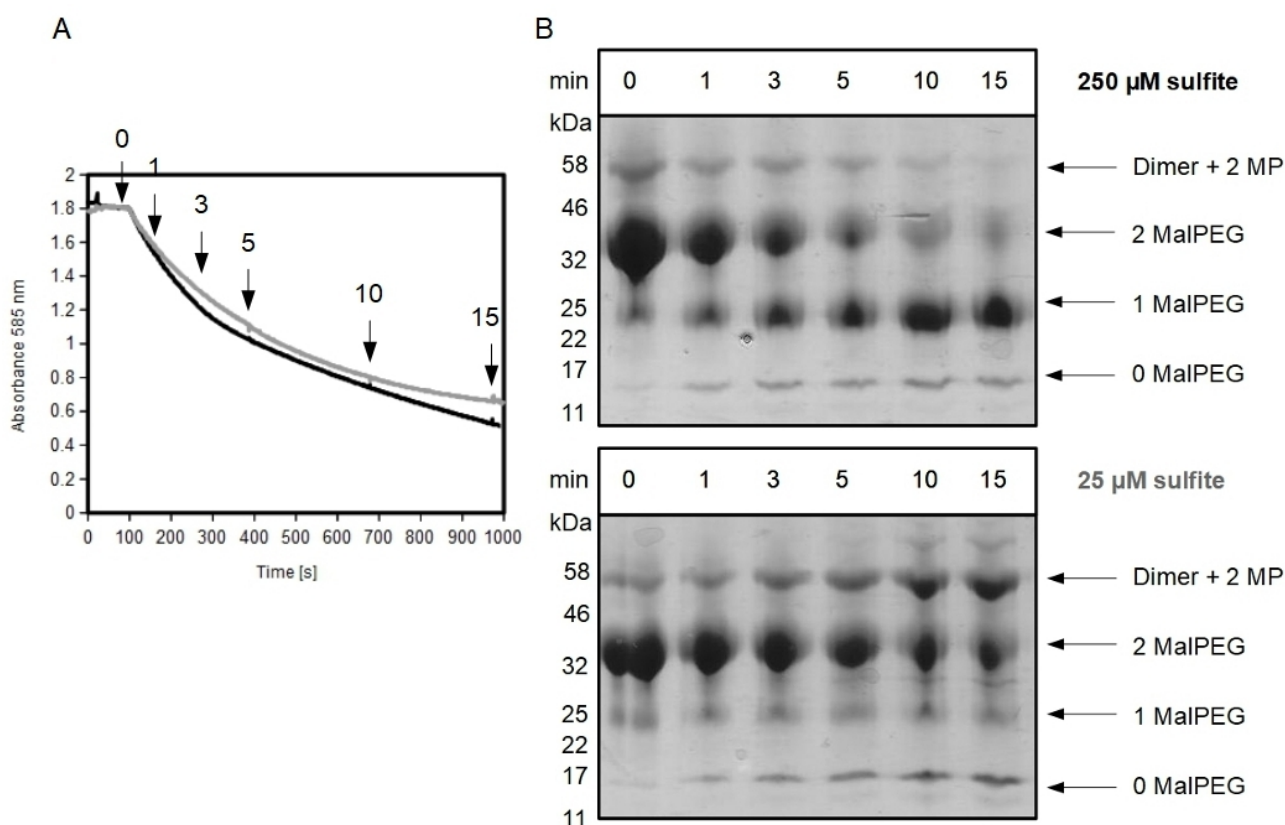 A
0
1
3
5
10
15
2
1.8
1.6
1.4
1.2
1
0.8
0.6
0.4
0.2
0
Absorbance 585 nm
0 100 200 300 400 500 600 700 800 900 1000
Time [s]
B
min 0 1 3 5 10 15 250 µM sulfite
kDa
58 Dimer + 2 MP
46
2 MalPEG
32
25 1 MalPEG
22
17
0 MalPEG
11
min 0 1 3 5 10 15 25 µM sulfite
kDa
58 Dimer + 2 MP
46
2 MalPEG
32
25 1 MalPEG
22
17
0 MalPEG
11